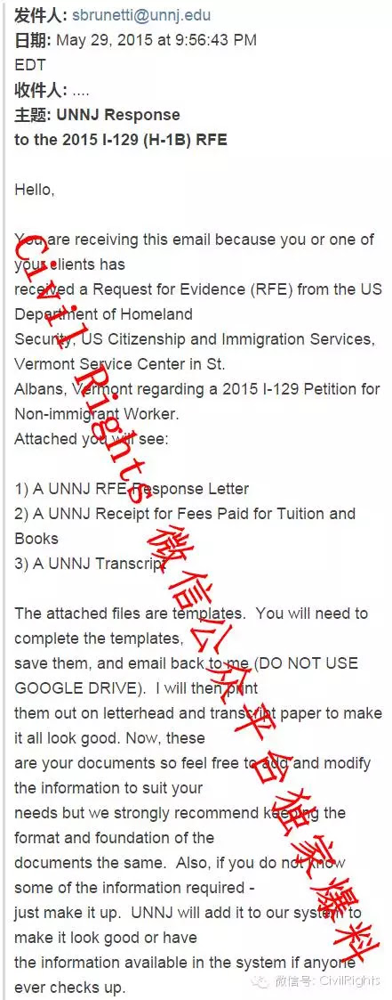 发件人: sbrunetti@unnj.edu
日期: May 29, 2015 at 9:56:43 PM
EDT
收件人: ....
主题: UNNJ Response
to the 2015 I-129 (H-1B) RFE
Hello,
You are receiving this email because you or one of
your clients has
received a Request for Evidence (RFE) from the US
Department of Homeland
Security, US Citizenship and Immigration Services,
Vermont Service Center in St.
Albans, Vermont regarding a 2015 I-129 Petition for
Non-immigrant Worker.
Attached you will see:
1) A UNNJ RFE Response Letter
2) A UNNJ Receipt for Fees Paid for Tuition and
Books
3) A UNNJ Transcript
The attached files are templates.  You will need to
complete the templates,
save them, and email back to me (DO NOT USE
GOOGLE DRIVE).  I will then print
them out on letterhead and transcript paper to make
it all look good. Now, these
are your documents so feel free to add and modify
the information to suit your
needs but we strongly recommend keeping the
format and foundation of the
documents the same.  Also, if you do not know
some of the information required -
just make it up.  UNNJ will add it to our system to
make it look good or have
the information available in the system if anyone
ever checks up.
Civil Rights 微信公众平台独家爆料
微信号: CivilRights